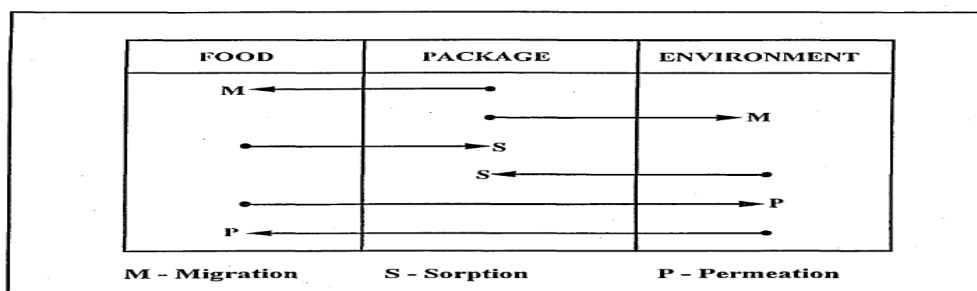 FOOD PACKAGE ENVIRONMENT
M
M
S
S
P
P
M - Migration S - Sorption P - Permeation